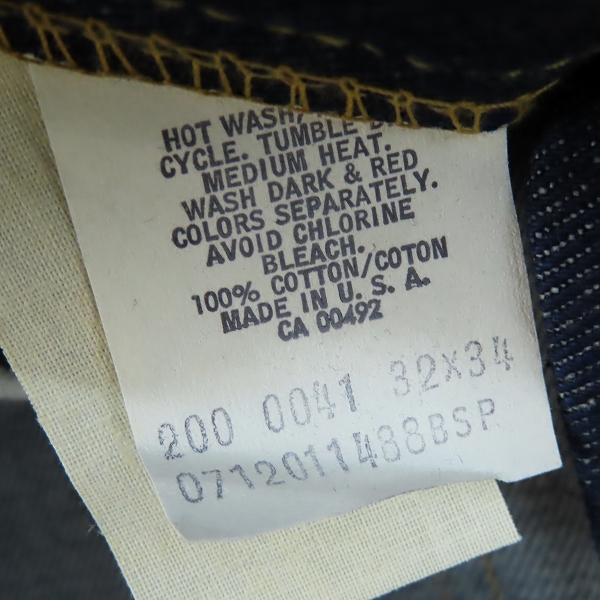 HOT WASH,
CYCLE. TUMBLE
MEDIUM HEAT.
WASH DARK & RED
COLORS SEPARATELY.
AVOID CHLORINE
BLEACH.
100% COTTON/COTON
MADE IN U. S. A.
CA 00492
200 0041 32X34
0712011488BSP